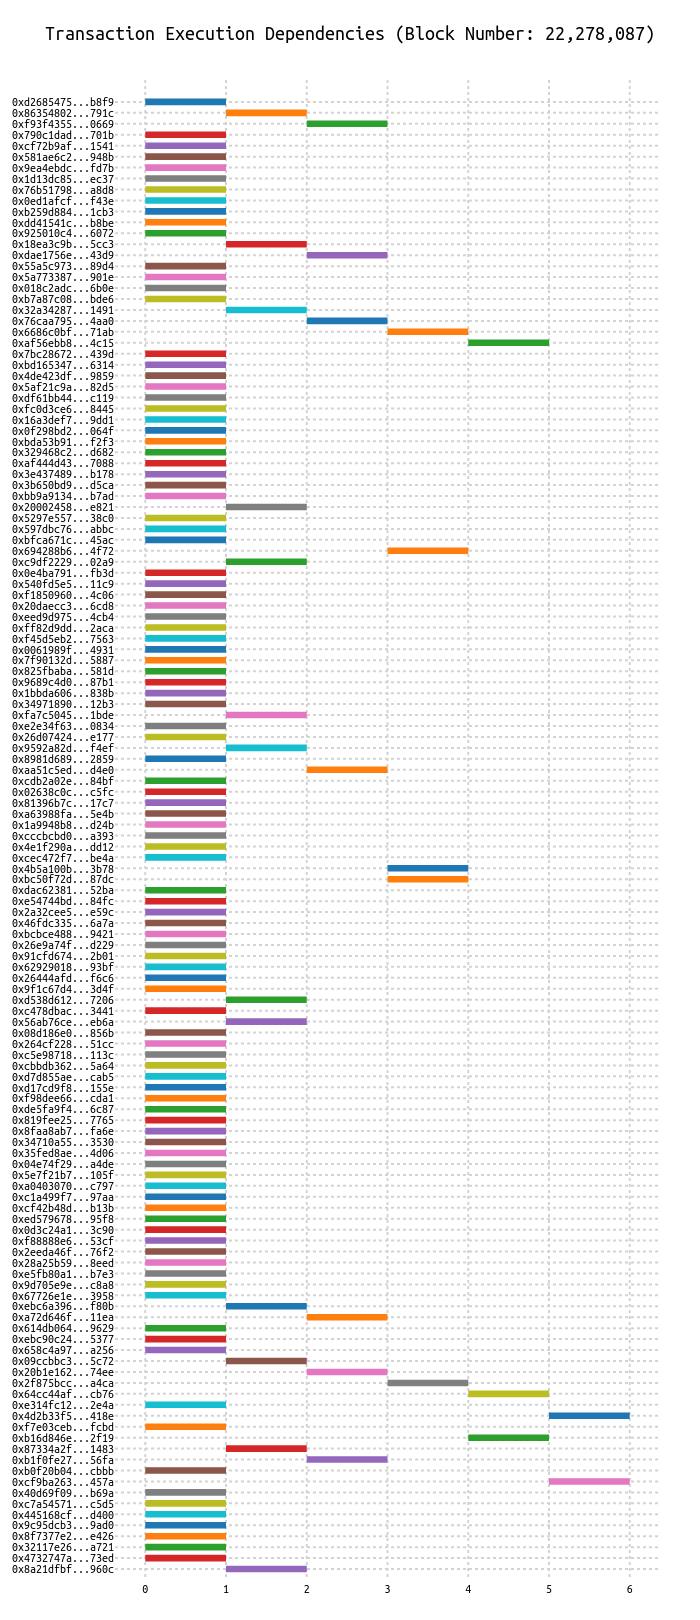 Transaction Execution Dependencies (Block Number: 22,278,087)
0xd2685475...b8f9
0x86354802...791c
0xf93f4355...0669
0x790c1dad...701b
0xcf72b9af...1541
0x581ae6c2...948b
0x9ea4ebdc...fd7b
0x1d13dc85...ec37
0x76b51798...a8d8
0x0ed1afcf...f43e
0xb259d884...1cb3
0xdd41541c...b8be
0x925010c4...6072
0x18ea3c9b...5cc3
0xdae1756e...43d9
0x55a5c973...89d4
0x5a773387...901e
0x018c2adc...6b0e
0xb7a87c08...bde6
0x32a34287...1491
0x76caa795...4aa0
0x6686c0bf...71ab
0xaf56ebb8...4c15
0x7bc28672...439d
0xbd165347...6314
0x4de423df...9859
0x5af21c9a...82d5
0xdf61bb44...c119
0xfc0d3ce6...8445
0x16a3def7...9dd1
0x0f298bd2...064f
0xbda53b91...f2f3
0x329468c2...d682
0xaf444d43...7088
0x3e437489...b178
0x3b650bd9...d5ca
0xbb9a9134...b7ad
0x20002458...e821
0x5297e557...38c0
0x597dbc76...abbc
0xbfca671c...45ac
0x694288b6...4f72
0xc9df2229...02a9
0x0e4ba791...fb3d
0x540fd5e5...11c9
0xf1850960...4c06
0x20daecc3...6cd8
0xeed9d975...4cb4
0xff82d9dd...2aca
0xf45d5eb2...7563
0x0061989f...4931
0x7f90132d...5887
0x825fbaba...581d
0x9689c4d0...87b1
0x1bbda606...838b
0x34971890...12b3
0xfa7c5045...1bde
0xe2e34f63...0834
0x26d07424...e177
0x9592a82d...f4ef
0x8981d689...2859
0xaa51c5ed...d4e0
0xcdb2a02e...84bf
0x02638c0c...c5fc
0x81396b7c...17c7
0xa63988fa...5e4b
0x1a9948b8...d24b
0xcccbcbd0...a393
0x4e1f290a...dd12
0xcec472f7...be4a
0x4b5a100b...3b78
0xbc50f72d...87dc
0xdac62381...52ba
0xe54744bd...84fc
0x2a32cee5...e59c
0x46fdc335...6a7a
0xbcbce488...9421
0x26e9a74f...d229
0x91cfd674...2b01
0x62929018...93bf
0x26444afd...f6c6
0x9f1c67d4...3d4f
0xd538d612...7206
0xc478dbac...3441
0x56ab76ce...eb6a
0x08d186e0...856b
0x264cf228...51cc
0xc5e98718...113c
0xcbbdb362...5a64
0xd7d855ae...cab5
0xd17cd9f8...155e
0xf98dee66...cda1
0xde5fa9f4...6c87
0x819fee25...7765
0x8faa8ab7...fa6e
0x34710a55...3530
0x35fed8ae...4d06
0x04e74f29...a4de
0x5e7f21b7...105f
0xa0403070...c797
0xc1a499f7...97aa
0xcf42b48d...b13b
0xed579678...95f8
0x0d3c24a1...3c90
0xf88888e6...53cf
0x2eeda46f...76f2
0x28a25b59...8eed
0xe5fb80a1...b7e3
0x9d705e9e...c8a8
0x67726e1e...3958
0xebc6a396...f80b
0xa72d646f...11ea
0x614db064...9629
0xebc90c24...5377
0x658c4a97...a256
0x09ccbbc3...5c72
0x20b1e162...74ee
0x2f875bcc...a4ca
0x64cc44af...cb76
0xe314fc12...2e4a
0x4d2b33f5...418e
0xf7e03ceb...fcbd
0xb16d846e...2f19
0x87334a2f...1483
0xb1f0fe27...56fa
0xb0f20b04...cbbb
0xcf9ba263...457a
0x40d69f09...b69a
0xc7a54571...c5d5
0x445168cf...d400
0x9c95dcb3...9ad0
0x8f7377e2...e426
0x32117e26...a721
0x4732747a...73ed
0x8a21dfbf...960c
0 1 2 3 4 5 6